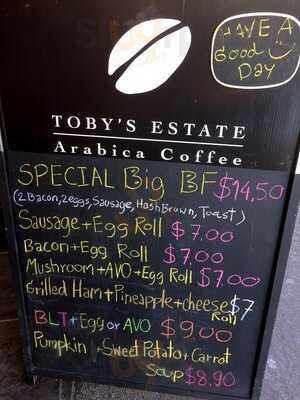 HAVE A
Good
DAY
TOBY'S ESTATE
Arabica Coffee
SPECIAL Big BF $14,50
(2 Bacon, 2eggs, Sausage, Hash Brown, Toast)
Sausage + Egg Roll $7.00
Bacon + Egg Roll $7.00
Mushroom + AVO + Egg Roll $7.00
Grilled Ham + Pineapple + cheese $7
Roll
BLT + Egg or AVO $9.00
Pumpkin + Sweet Potato + Carrot
Soup $8,90